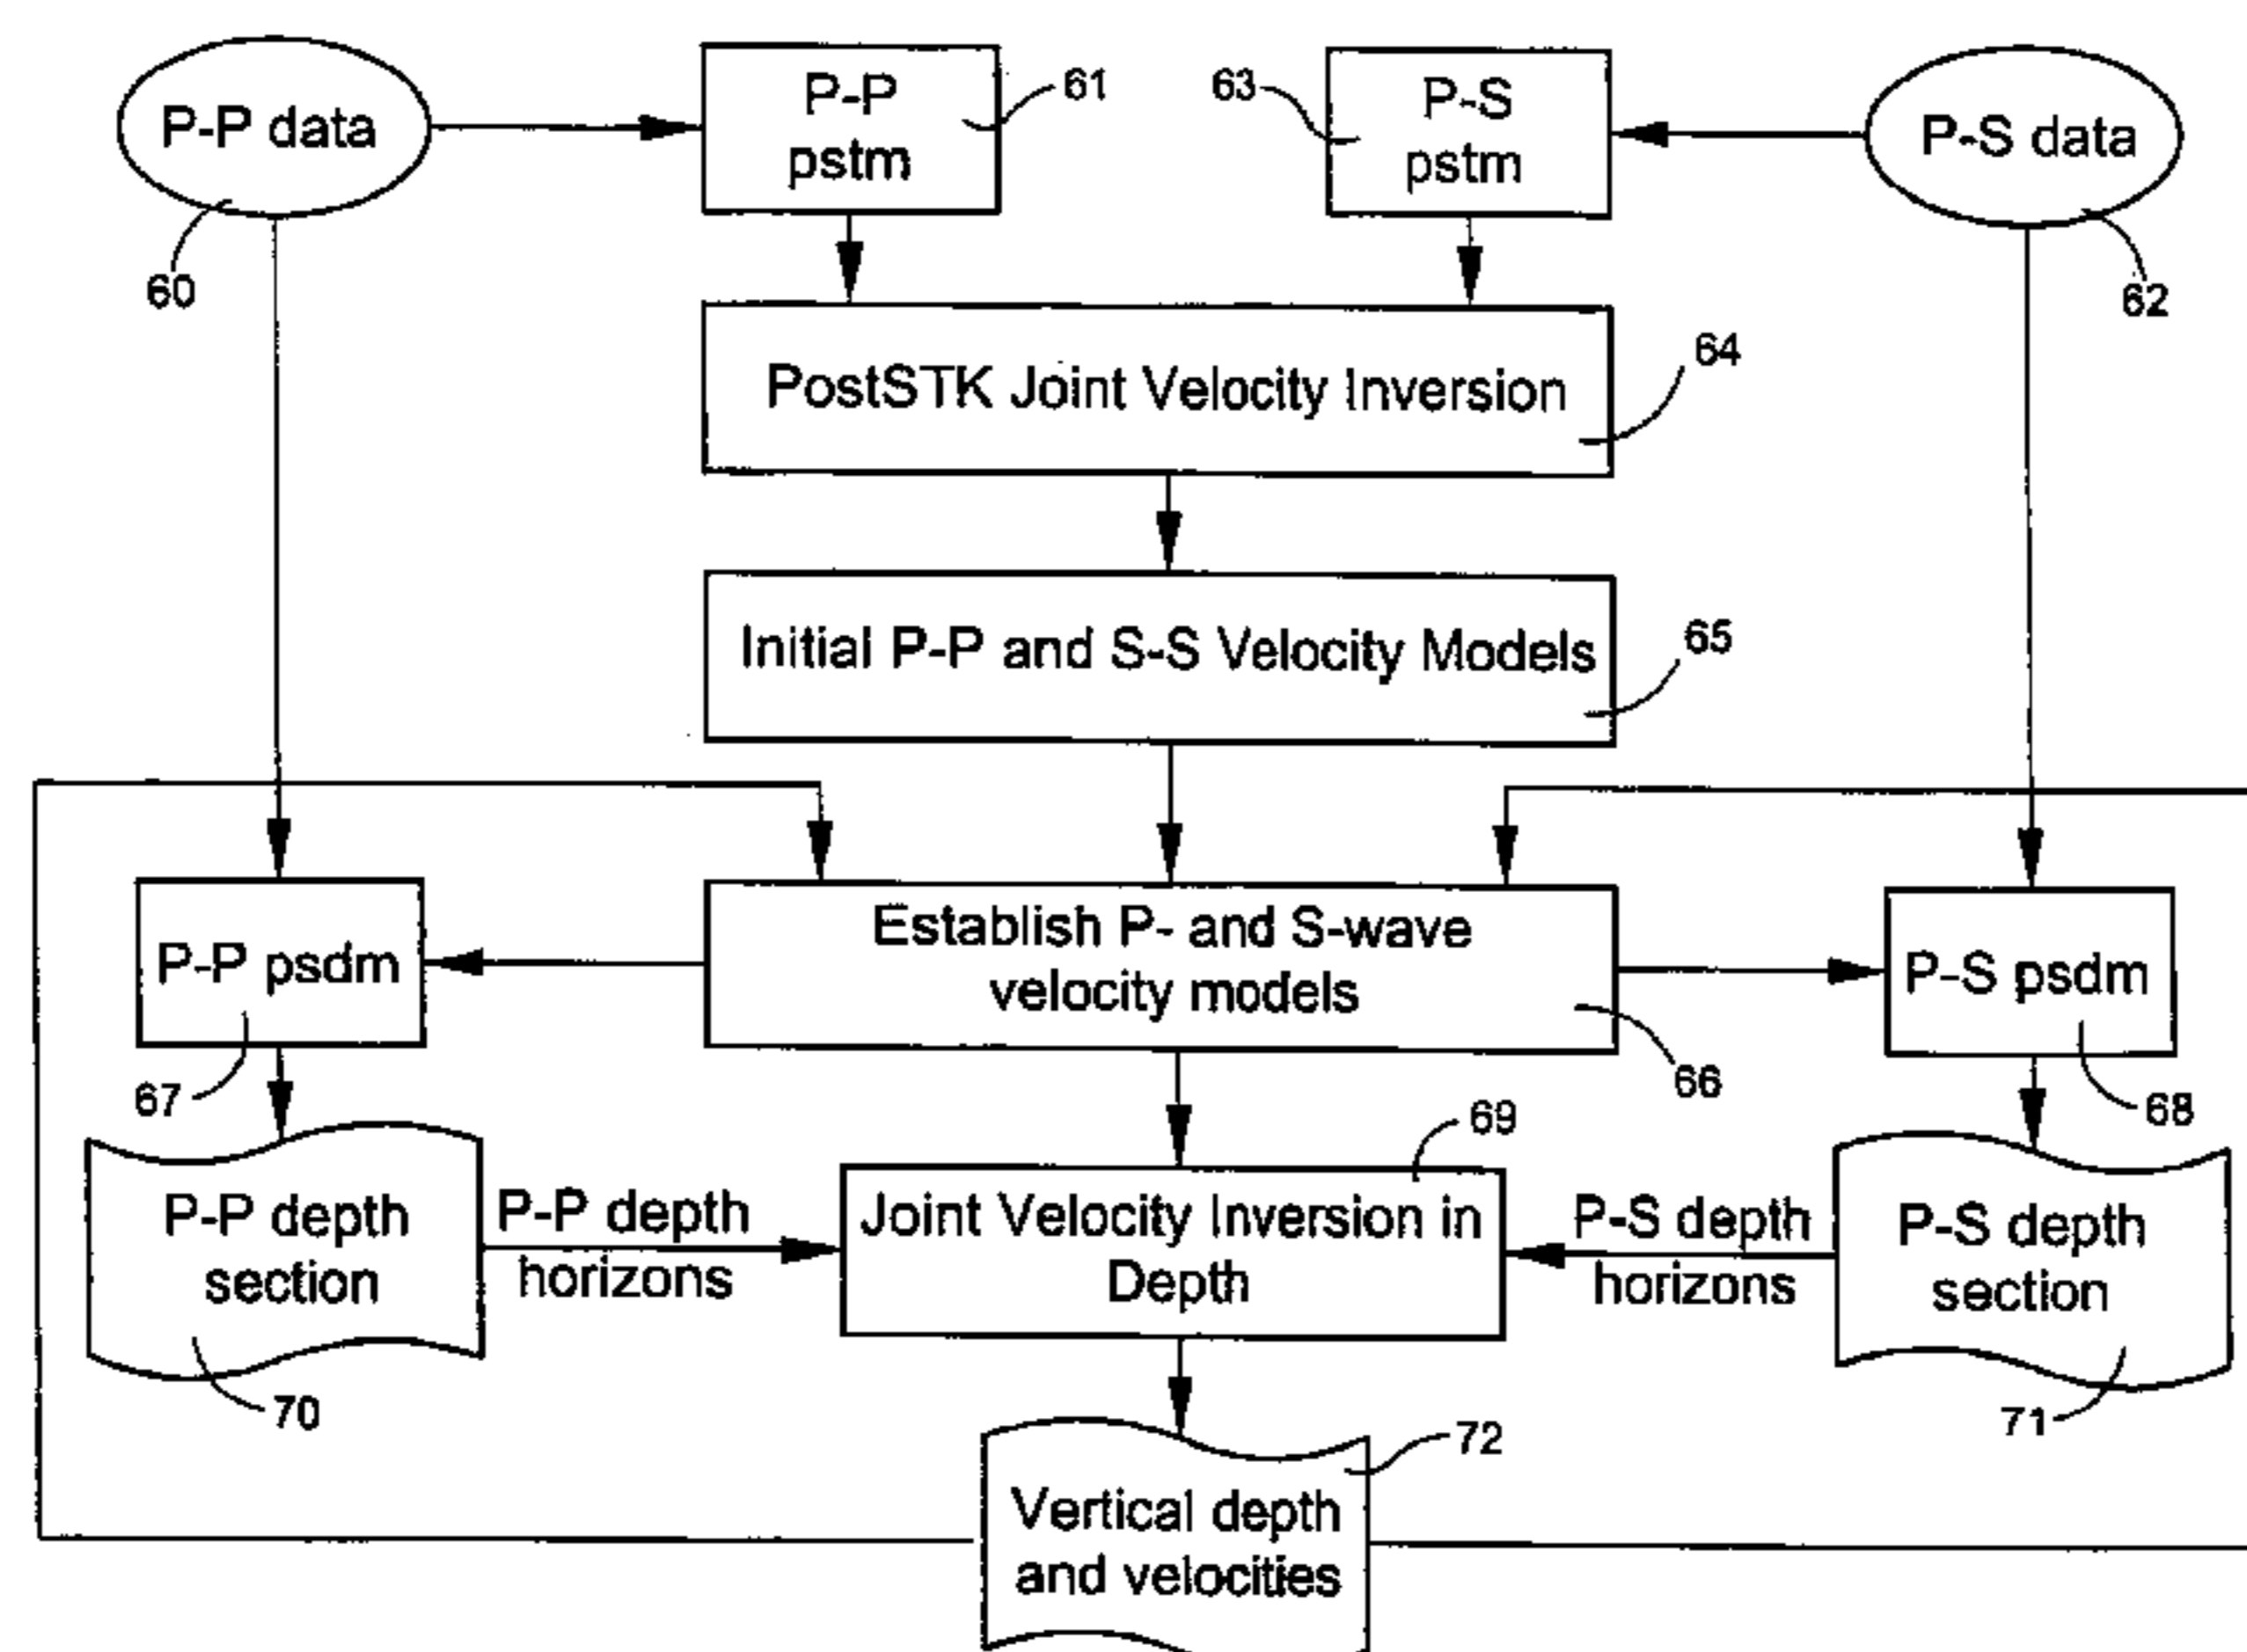 P-P data
P-P
pstm
61
63
P-S
pstm
P-S data
60
62
PostSTK Joint Velocity Inversion
64
Initial P-P and S-S Velocity Models
65
P-P psdm
Establish P- and S-wave
velocity models
P-S psdm
67
66
68
69
P-P depth
section
P-P depth
horizons
Joint Velocity Inversion in
Depth
P-S depth
horizons
P-S depth
section
70
71
72
Vertical depth
and velocities